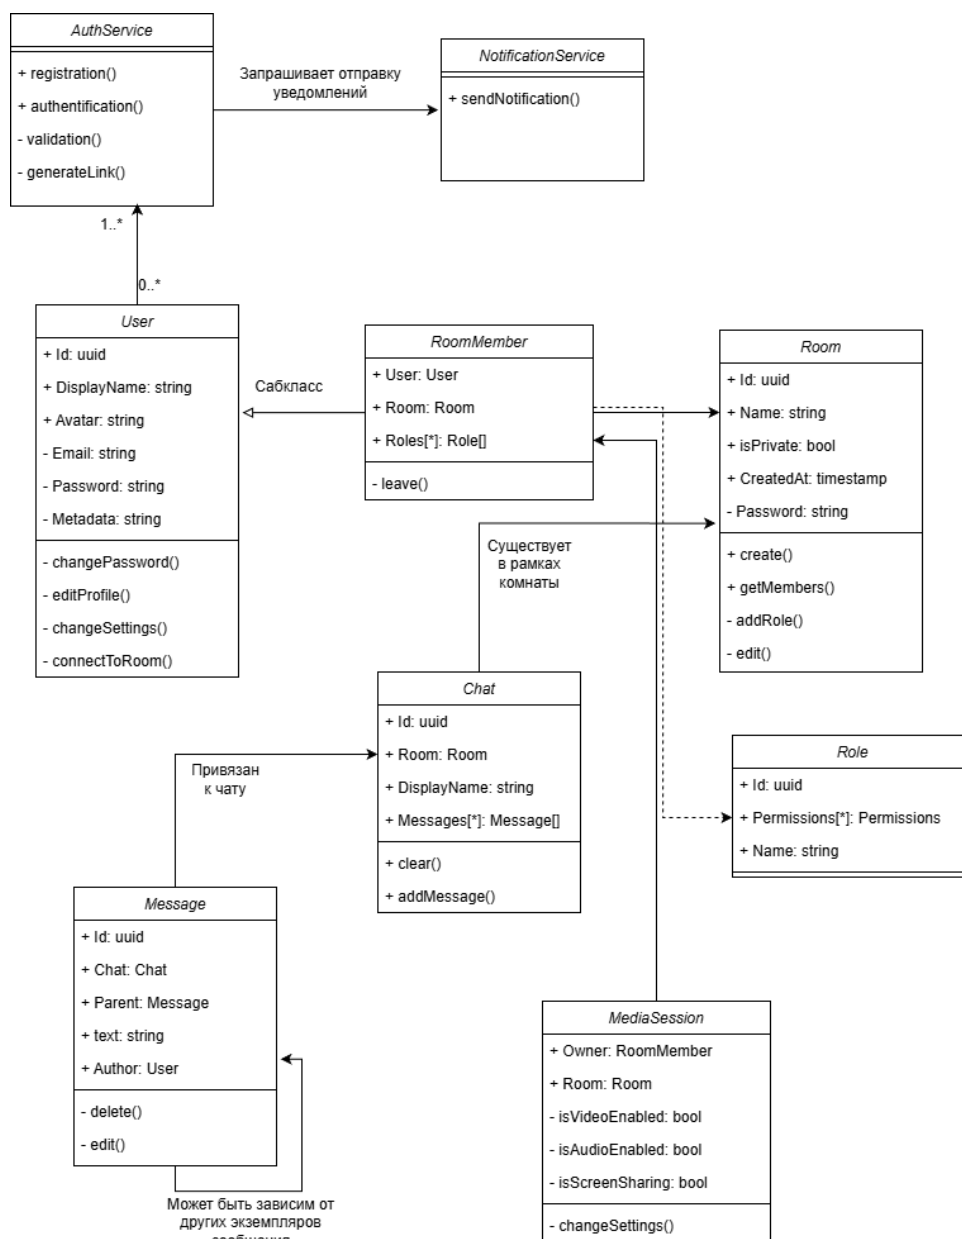 AuthService
+ registration()
+ authentification()
- validation()
- generateLink()
Запрашивает отправку
уведомлений
NotificationService
+ sendNotification()
1..*
0..*
User
+ Id: uuid
+ DisplayName: string
+ Avatar: string
- Email: string
- Password: string
- Metadata: string
- changePassword()
- editProfile()
- changeSettings()
- connectToRoom()
Сабкласс
RoomMember
+ User: User
+ Room: Room
+ Roles[*]: Role[]
- leave()
Room
+ Id: uuid
+ Name: string
+ isPrivate: bool
+ CreatedAt: timestamp
- Password: string
+ create()
+ getMembers()
- addRole()
- edit()
Существует
в рамках
комнаты
Chat
+ Id: uuid
+ Room: Room
+ DisplayName: string
+ Messages[*]: Message[]
+ clear()
+ addMessage()
Role
+ Id: uuid
+ Permissions[*]: Permissions
+ Name: string
Привязан
к чату
Message
+ Id: uuid
+ Chat: Chat
+ Parent: Message
+ text: string
+ Author: User
- delete()
- edit()
Может быть зависим от
других экземпляров
MediaSession
+ Owner: RoomMember
+ Room: Room
- isVideoEnabled: bool
- isAudioEnabled: bool
- isScreenSharing: bool
- changeSettings()